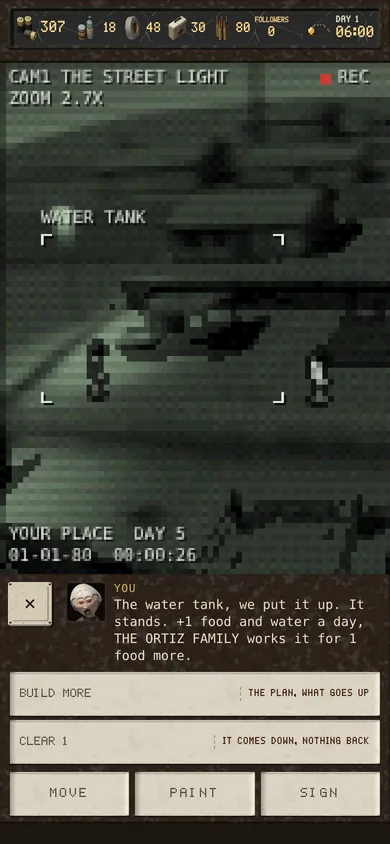 307 18 48 30 80 FOLLOWERS 0 DAY 1 06:00
CAM1 THE STREET LIGHT REC
ZOOM 2.7X
WATER TANK
YOUR PLACE DAY 5
01-01-80 00:00:26
× YOU
The water tank, we put it up. It
stands. +1 food and water a day,
THE ORTIZ FAMILY works it for 1
food more.
BUILD MORE THE PLAN, WHAT GOES UP
CLEAR 1 IT COMES DOWN, NOTHING BACK
MOVE PAINT SIGN